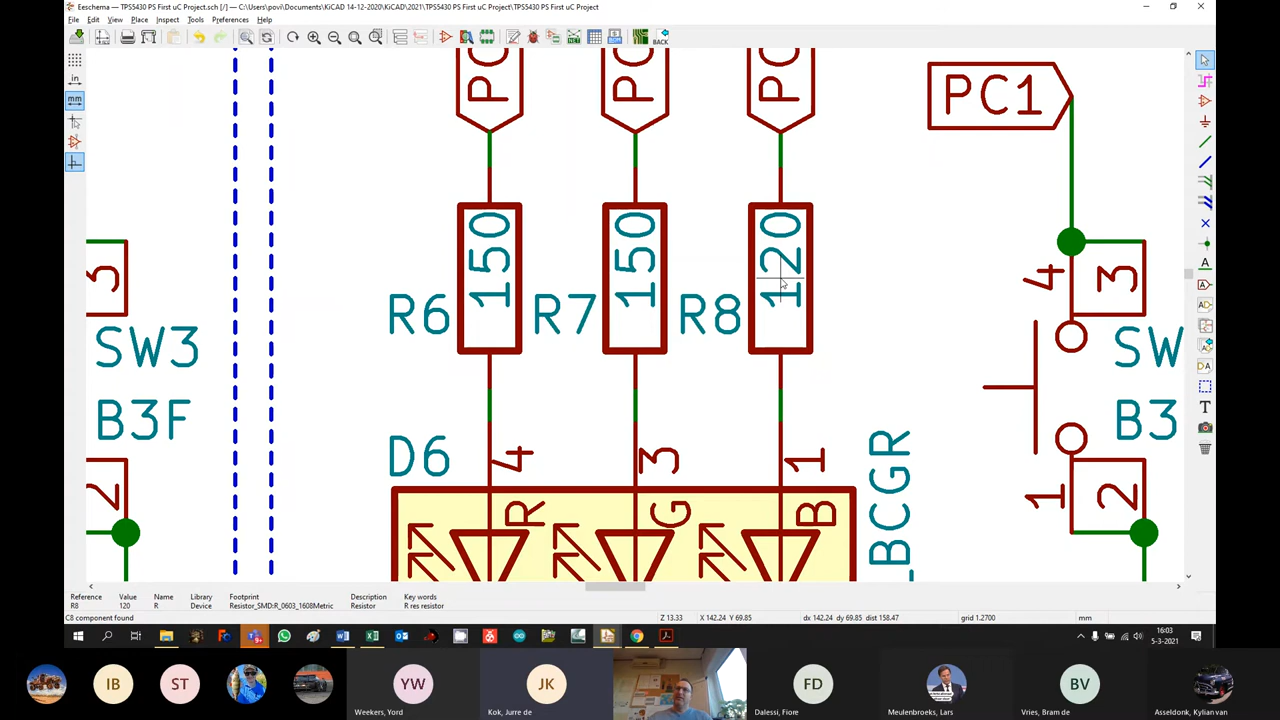 Eeschema — TPS5430 PS First uC Project.sch [/] — C:\Users\povi\Documents\KiCAD 14-12-2020\KiCAD\2021\TPS5430 PS First uC Project\TPS5430 PS First uC Project
File Edit View Place Inspect Tools Preferences Help
BACK
in
mm
PC
PC
PC
PC1
150
150
120
R6
R7
R8
4
3
3
SW3
B3F
SW
B3
D6
4
3
1
_BCGR
2
1
2
R
G
B
Reference
R8
Value
120
Name
R
Library
Device
Footprint
Resistor_SMD:R_0603_1608Metric
Description
Resistor
Key words
R res resistor
C8 component found
Z 13.33
X 142.24 Y 69.85
dx 142.24 dy 69.85 dist 158.47
grid 1.2700
mm
16:03
5-3-2021
IB
ST
YW
Weekers, Yord
JK
Kok, Jurre de
FD
Dalessi, Fiore
Meulenbroeks, Lars
BV
Vries, Bram de
Asseldonk, Kylian van